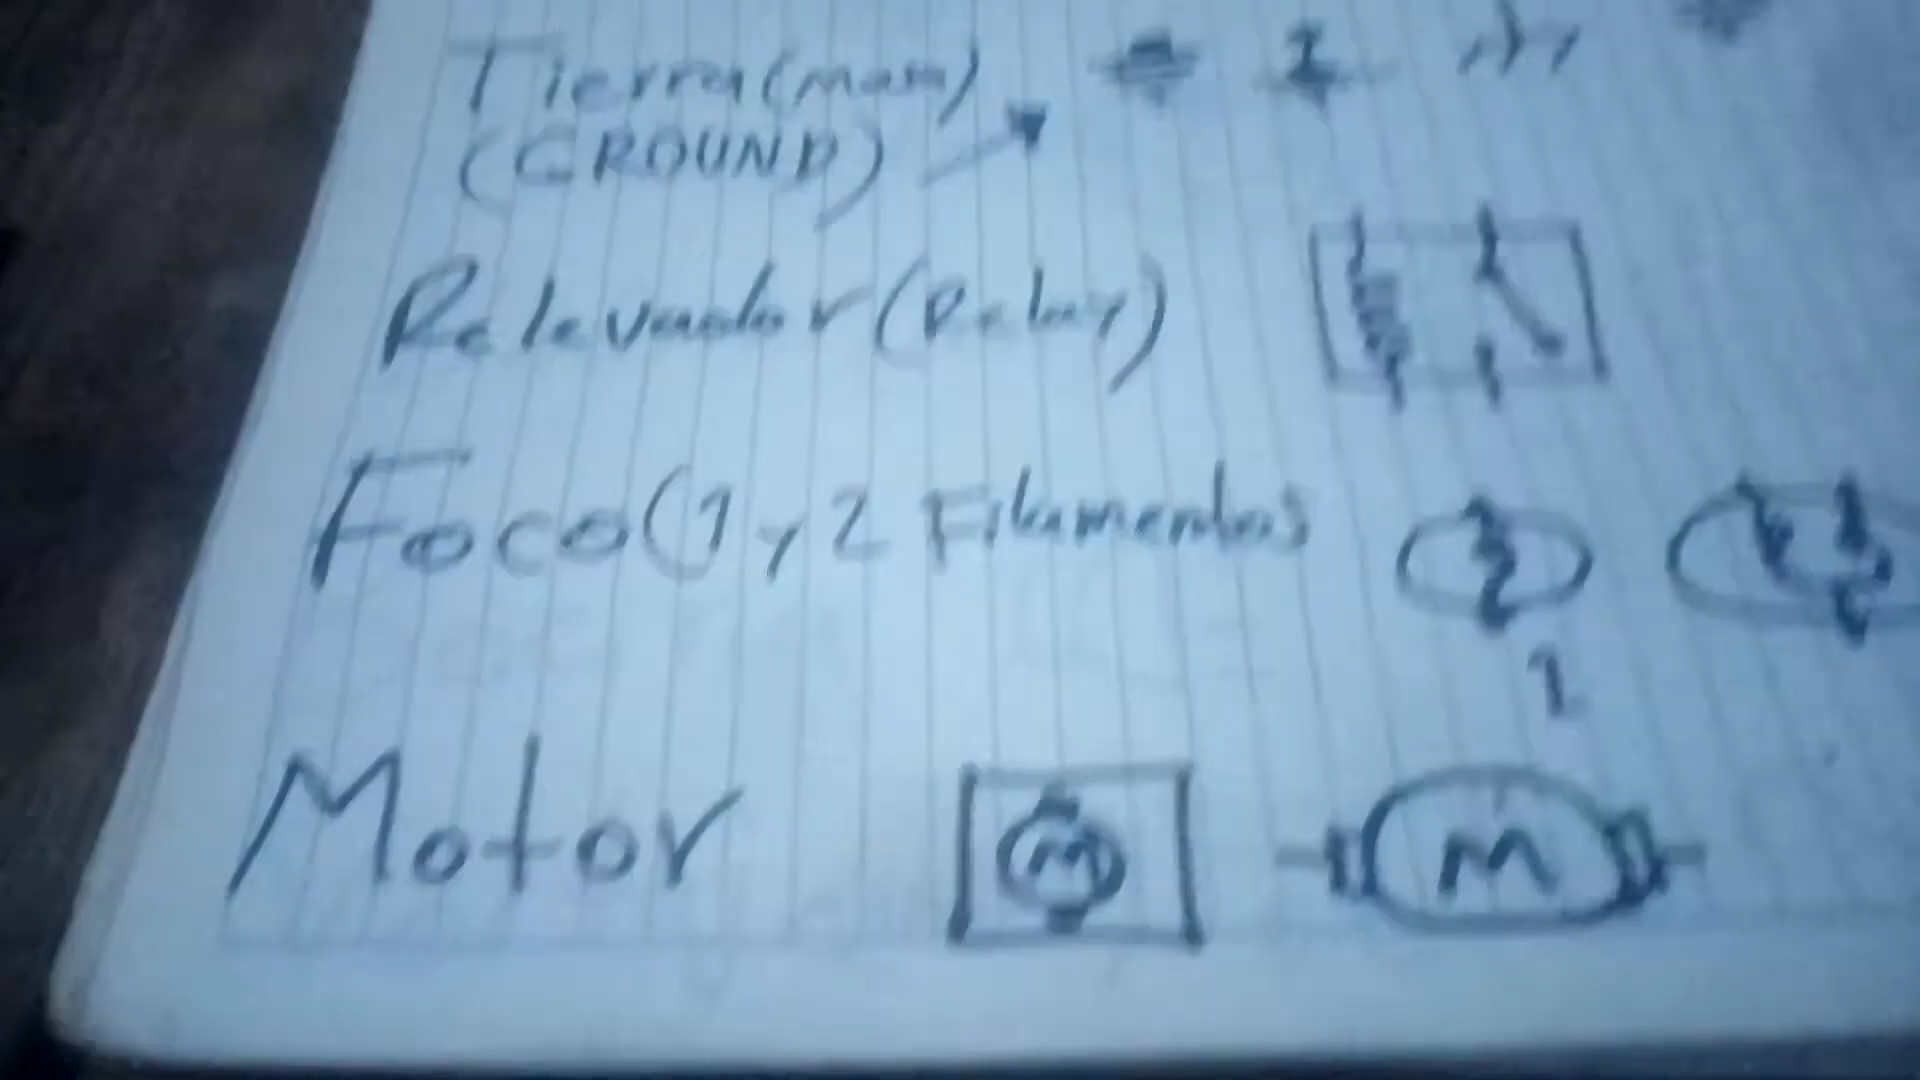 Tierra (masa)
(GROUND)
Relevador (Relay)
Foco (1 y 2 Filamentos
1
Motor M M